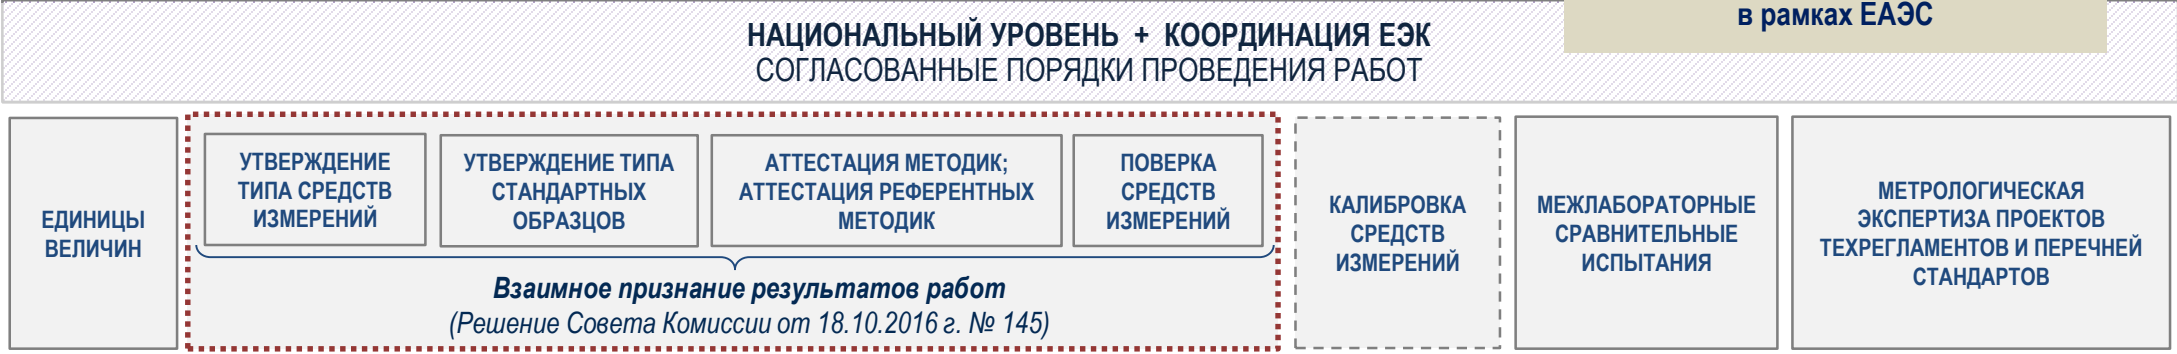 в рамках ЕАЭС
НАЦИОНАЛЬНЫЙ УРОВЕНЬ + КООРДИНАЦИЯ ЕЭК
СОГЛАСОВАННЫЕ ПОРЯДКИ ПРОВЕДЕНИЯ РАБОТ
ЕДИНИЦЫ
ВЕЛИЧИН
УТВЕРЖДЕНИЕ
ТИПА СРЕДСТВ
ИЗМЕРЕНИЙ
УТВЕРЖДЕНИЕ ТИПА
СТАНДАРТНЫХ
ОБРАЗЦОВ
АТТЕСТАЦИЯ МЕТОДИК;
АТТЕСТАЦИЯ РЕФЕРЕНТНЫХ
МЕТОДИК
ПОВЕРКА
СРЕДСТВ
ИЗМЕРЕНИЙ
Взаимное признание результатов работ
(Решение Совета Комиссии от 18.10.2016 г. № 145)
КАЛИБРОВКА
СРЕДСТВ
ИЗМЕРЕНИЙ
МЕЖЛАБОРАТОРНЫЕ
СРАВНИТЕЛЬНЫЕ
ИСПЫТАНИЯ
МЕТРОЛОГИЧЕСКАЯ
ЭКСПЕРТИЗА ПРОЕКТОВ
ТЕХРЕГЛАМЕНТОВ И ПЕРЕЧНЕЙ
СТАНДАРТОВ